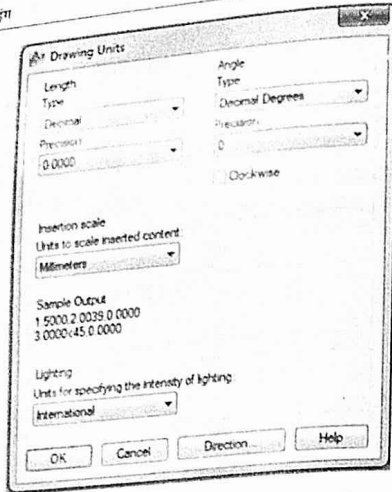 Drawing Units
Length
Type
Decimal
Precision
0.0000
Angle
Type
Decimal Degrees
Precision
0
Clockwise
Insertion scale
Units to scale inserted content:
Millimeters
Sample Output
1.5000,2.0039,0.0000
3.0000<45,0.0000
Lighting
Units for specifying the intensity of lighting:
International
OK Cancel Direction... Help